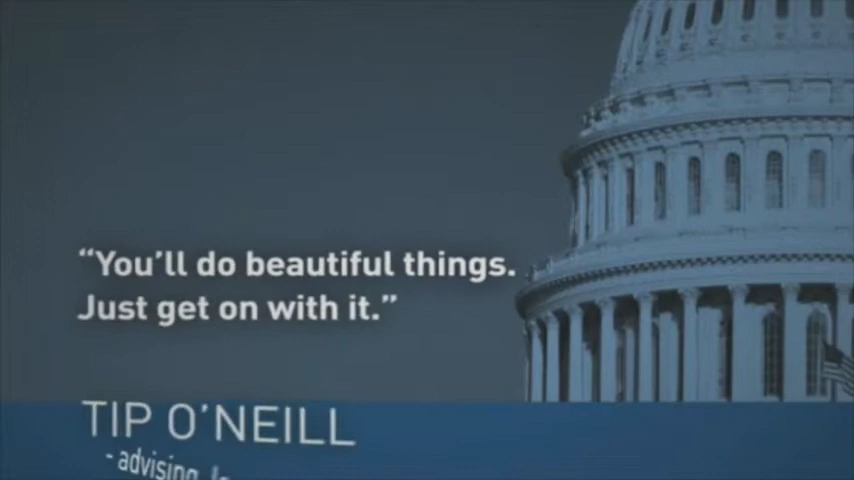 “You’ll do beautiful things.
Just get on with it.”
TIP O’NEILL
- advising